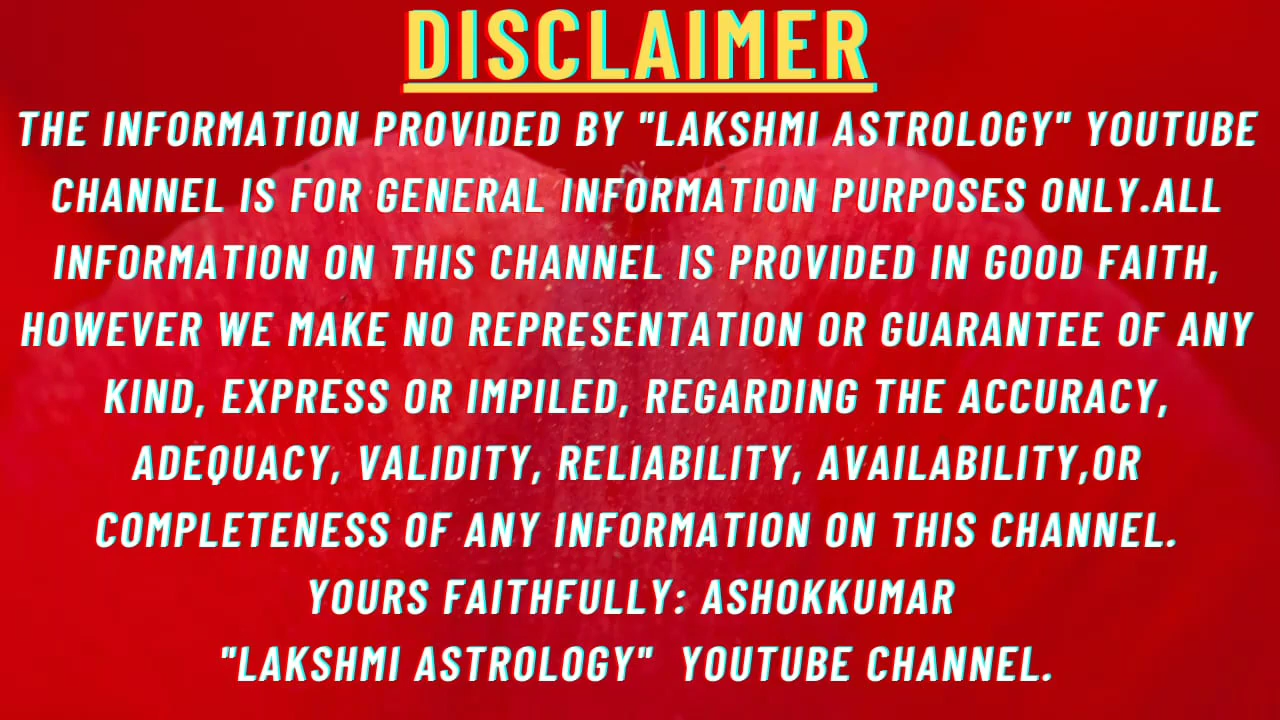 DISCLAIMER
THE INFORMATION PROVIDED BY "LAKSHMI ASTROLOGY" YOUTUBE
CHANNEL IS FOR GENERAL INFORMATION PURPOSES ONLY.ALL
INFORMATION ON THIS CHANNEL IS PROVIDED IN GOOD FAITH,
HOWEVER WE MAKE NO REPRESENTATION OR GUARANTEE OF ANY
KIND, EXPRESS OR IMPILED, REGARDING THE ACCURACY,
ADEQUACY, VALIDITY, RELIABILITY, AVAILABILITY,OR
COMPLETENESS OF ANY INFORMATION ON THIS CHANNEL.
YOURS FAITHFULLY: ASHOKKUMAR
"LAKSHMI ASTROLOGY" YOUTUBE CHANNEL.